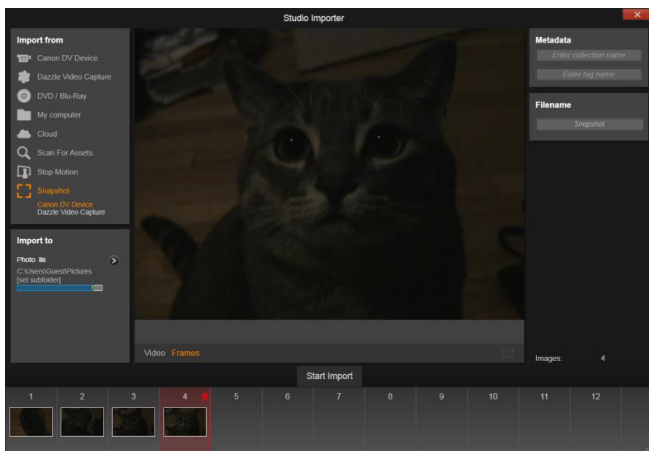 Studio Importer
Import from
Canon DV Device
Dazzle Video Capture
DVD / Blu-Ray
My computer
Cloud
Scan For Assets
Stop Motion
Snapshot
Canon DV Device
Dazzle Video Capture
Import to
Photo
C:\Users\Guest\Pictures
[set subfolder]
Video Frames
Metadata
Enter collection name
Enter tag name
Filename
Snapshot
Images: 4
Start Import
1 2 3 4 5 6 7 8 9 10 11 12